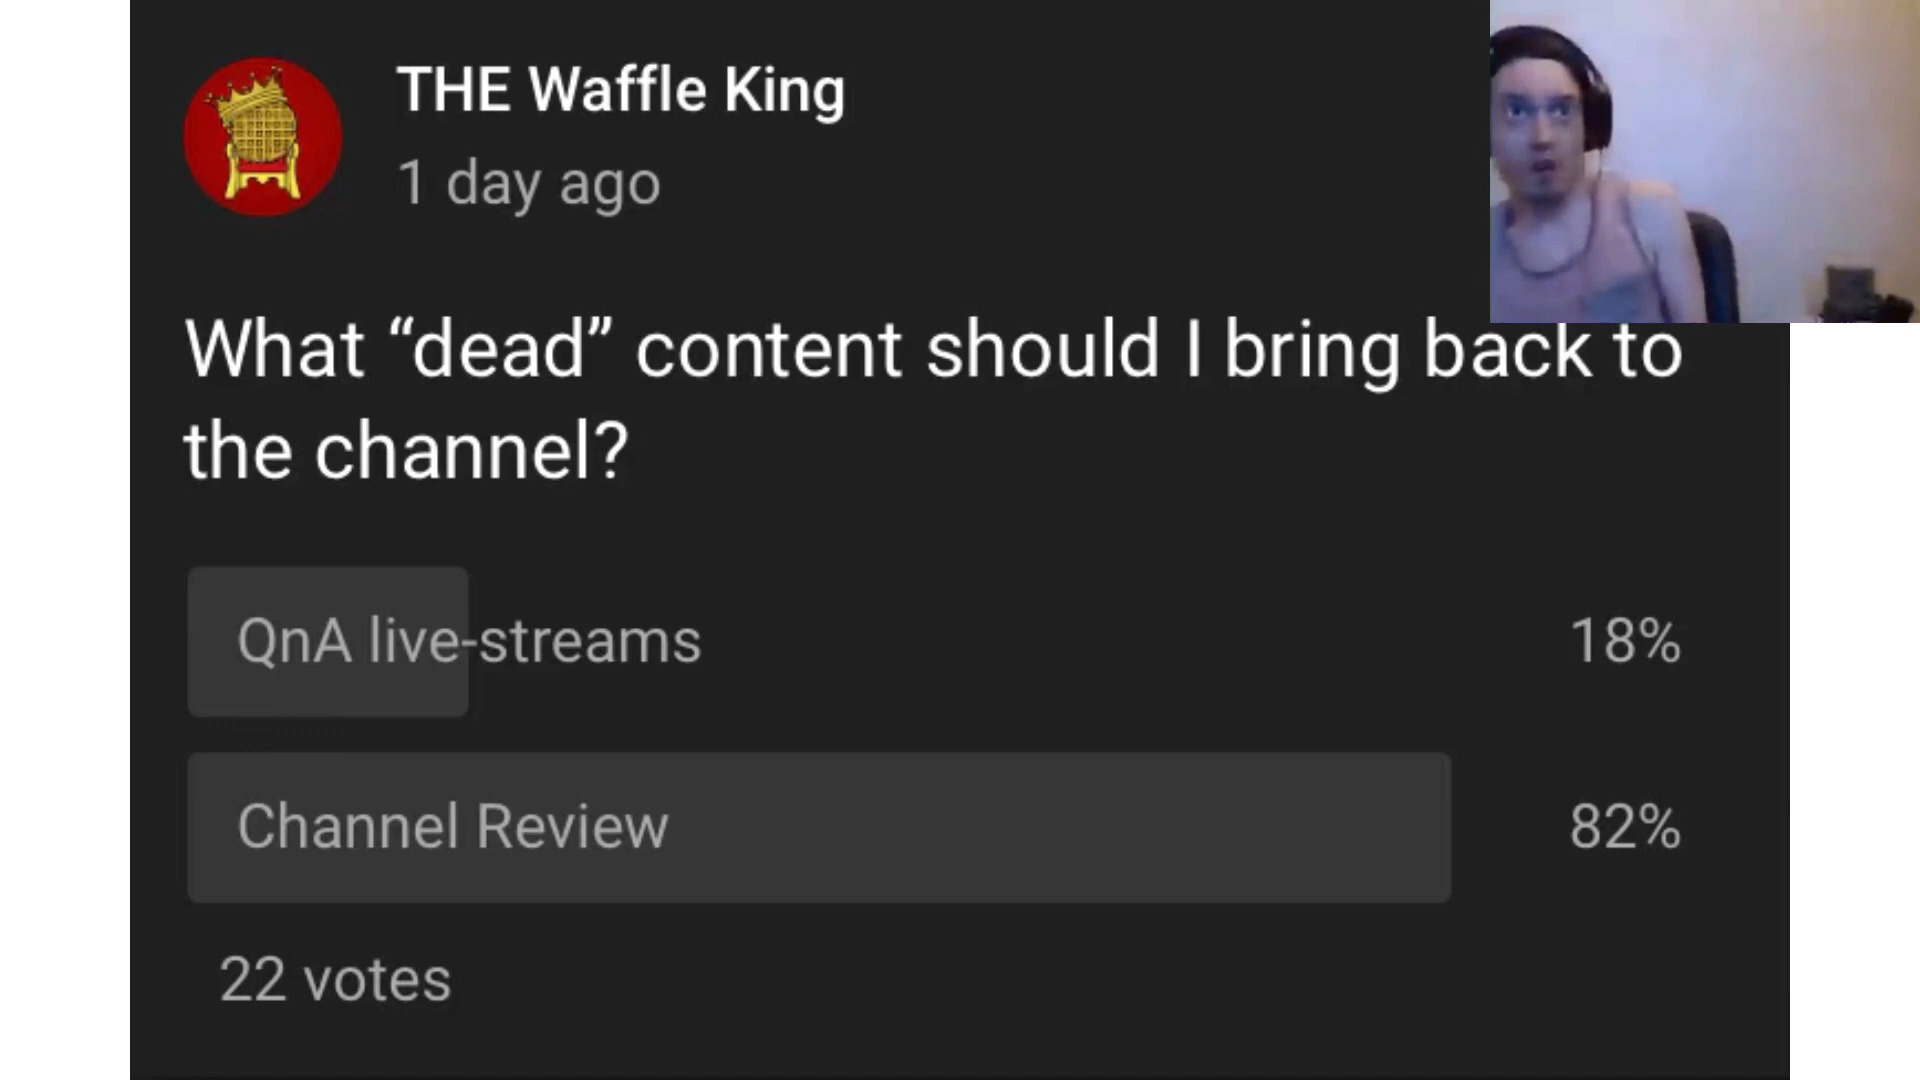 THE Waffle King
1 day ago
What “dead” content should I bring back to
the channel?
QnA live-streams 18%
Channel Review 82%
22 votes